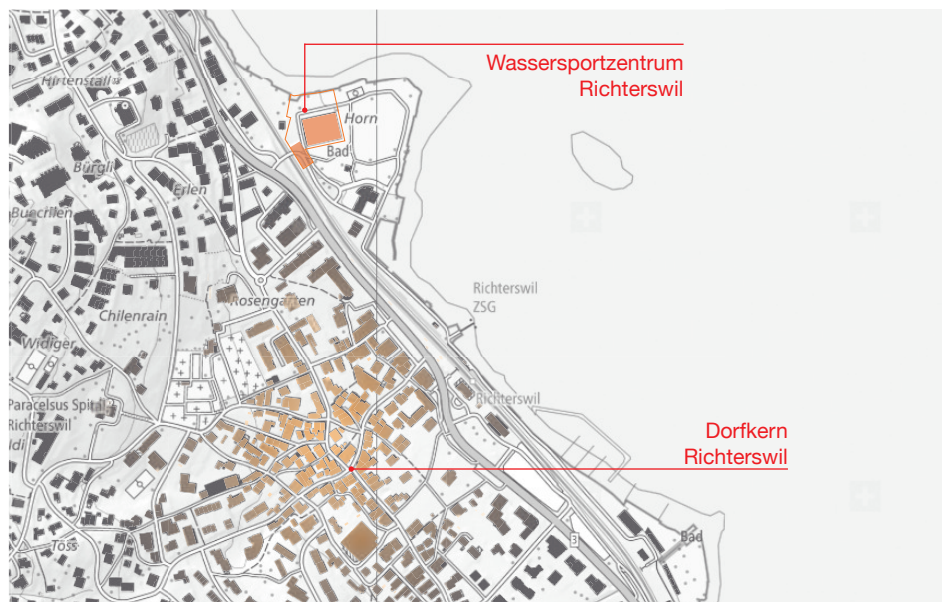 Wassersportzentrum
Richterswil
Hirtenstall
Horn
Bad
Bürgli
Erlen
Richterswil
ZSG
Rosengarten
Chilenrain
Widiger
Richterswil
Paracelsus Spital
Richterswil
Dorfkern
Richterswil
Töss
3
Bad